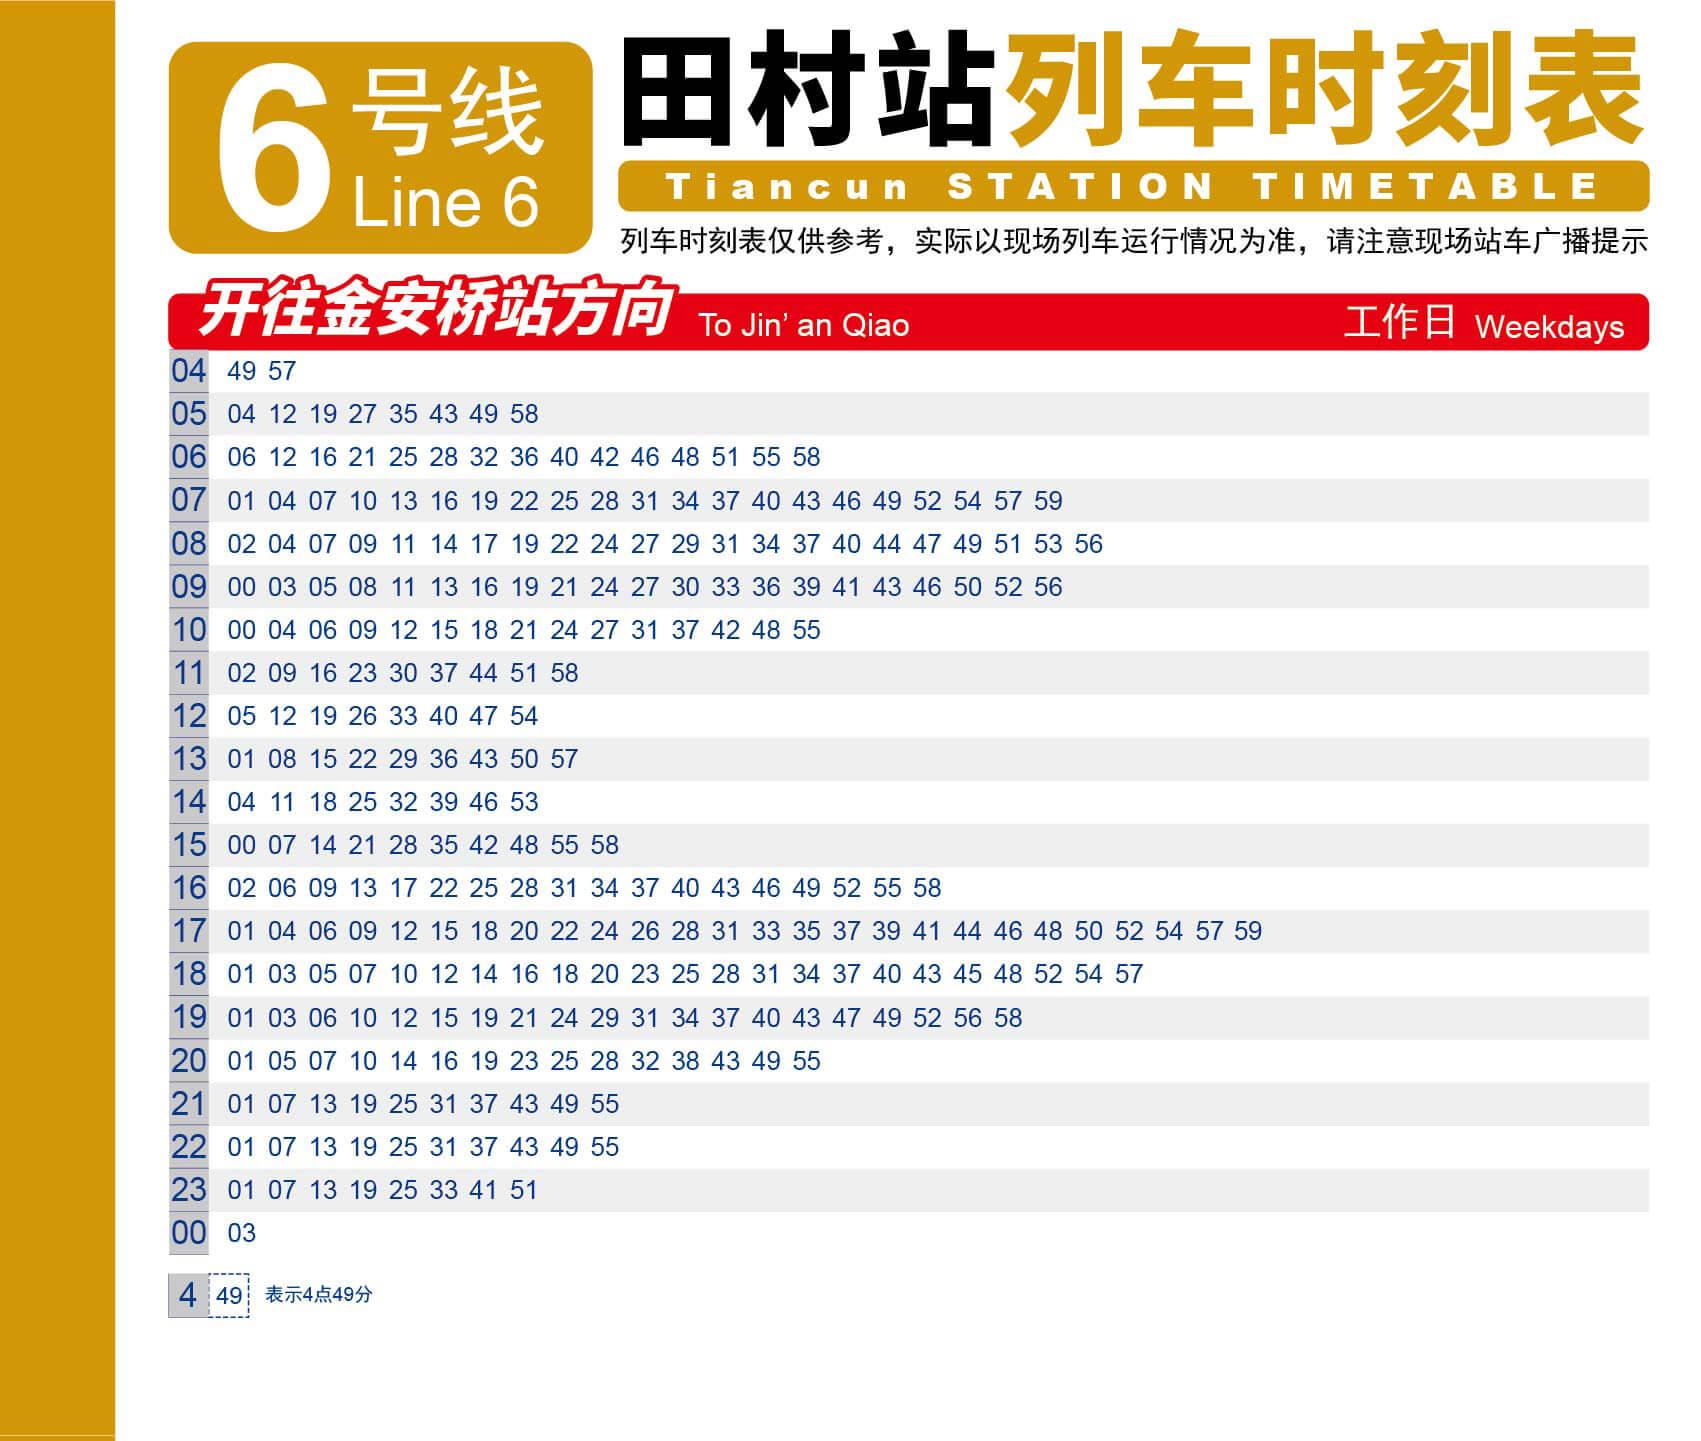 6 号线
Line 6
田村站列车时刻表
Tiancun STATION TIMETABLE
列车时刻表仅供参考，实际以现场列车运行情况为准，请注意现场站车广播提示
开往金安桥站方向 To Jin’ an Qiao 工作日 Weekdays
04 49 57
05 04 12 19 27 35 43 49 58
06 06 12 16 21 25 28 32 36 40 42 46 48 51 55 58
07 01 04 07 10 13 16 19 22 25 28 31 34 37 40 43 46 49 52 54 57 59
08 02 04 07 09 11 14 17 19 22 24 27 29 31 34 37 40 44 47 49 51 53 56
09 00 03 05 08 11 13 16 19 21 24 27 30 33 36 39 41 43 46 50 52 56
10 00 04 06 09 12 15 18 21 24 27 31 37 42 48 55
11 02 09 16 23 30 37 44 51 58
12 05 12 19 26 33 40 47 54
13 01 08 15 22 29 36 43 50 57
14 04 11 18 25 32 39 46 53
15 00 07 14 21 28 35 42 48 55 58
16 02 06 09 13 17 22 25 28 31 34 37 40 43 46 49 52 55 58
17 01 04 06 09 12 15 18 20 22 24 26 28 31 33 35 37 39 41 44 46 48 50 52 54 57 59
18 01 03 05 07 10 12 14 16 18 20 23 25 28 31 34 37 40 43 45 48 52 54 57
19 01 03 06 10 12 15 19 21 24 29 31 34 37 40 43 47 49 52 56 58
20 01 05 07 10 14 16 19 23 25 28 32 38 43 49 55
21 01 07 13 19 25 31 37 43 49 55
22 01 07 13 19 25 31 37 43 49 55
23 01 07 13 19 25 33 41 51
00 03
4 49 表示4点49分